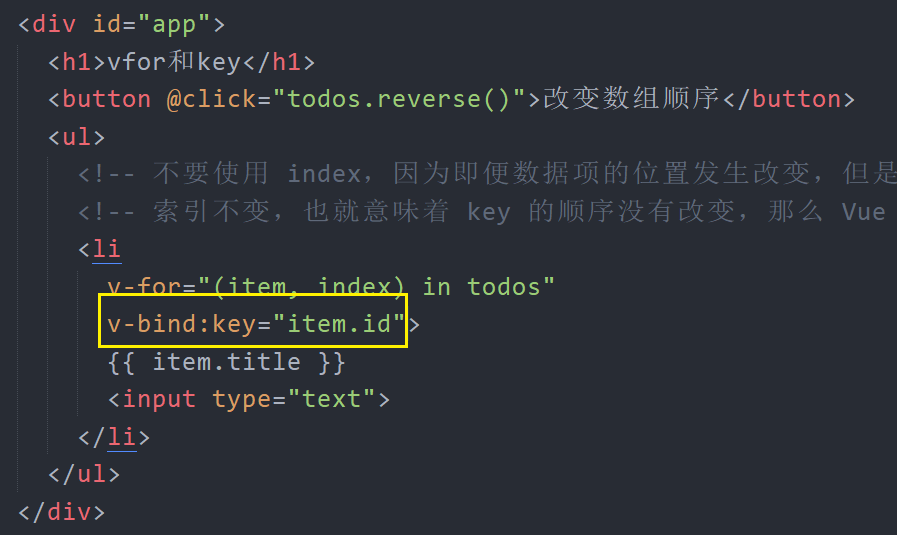 <div id="app">
<h1>vfor和key</h1>
<button @click="todos.reverse()">改变数组顺序</button>
<ul>
<!-- 不要使用 index，因为即便数据项的位置发生改变，但是
<!-- 索引不变，也就意味着 key 的顺序没有改变，那么 Vue
<li
v-for="(item, index) in todos"
v-bind:key="item.id">
{{ item.title }}
<input type="text">
</li>
</ul>
</div>